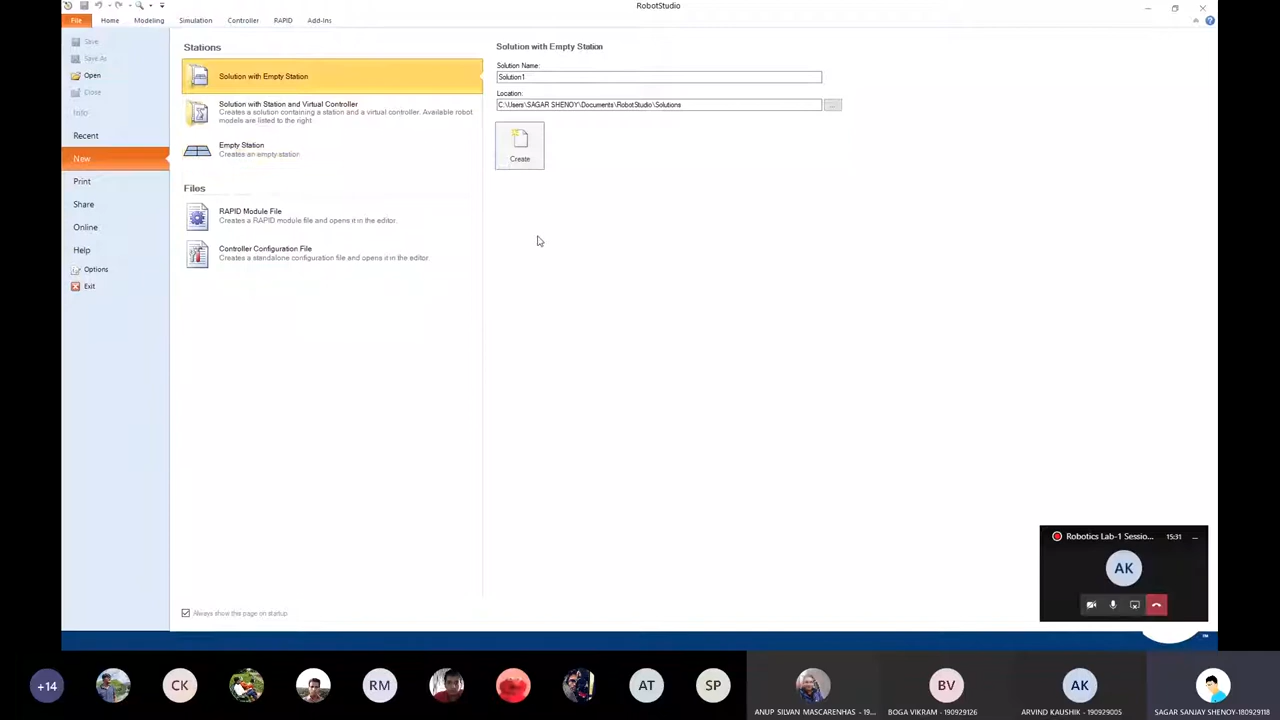 RobotStudio
File Home Modeling Simulation Controller RAPID Add-Ins
Save
Save As
Open
Close
Info
Recent
New
Print
Share
Online
Help
Options
Exit
Stations
Solution with Empty Station
Solution with Station and Virtual Controller
Creates a solution containing a station and a virtual controller. Available robot
models are listed to the right.
Empty Station
Creates an empty station.
Files
RAPID Module File
Creates a RAPID module file and opens it in the editor.
Controller Configuration File
Creates a standalone configuration file and opens it in the editor.
Always show this page on startup
Solution with Empty Station
Solution Name:
Solution1
Location:
C:\Users\SAGAR SHENOY\Documents\RobotStudio\Solutions
...
Create
Robotics Lab-1 Sessio... 15:31
AK
+14 CK RM AT SP BV AK
ANUP SILVAN MASCARENHAS - 19... BOGA VIKRAM - 190929126 ARVIND KAUSHIK - 190929005 SAGAR SANJAY SHENOY-180929118